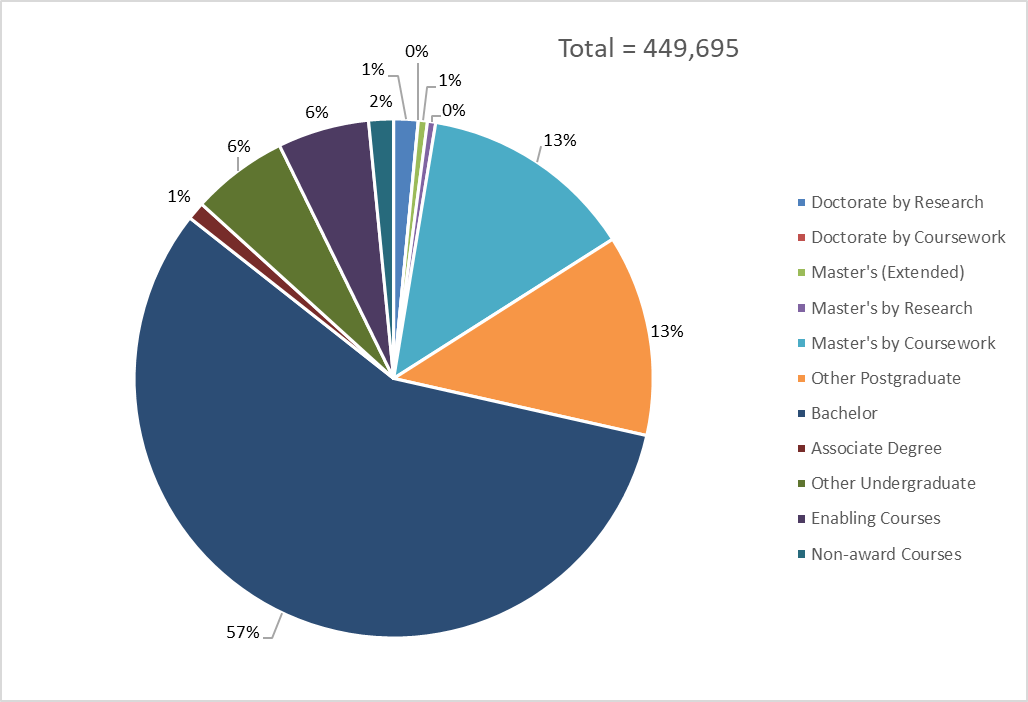 Total = 449,695
0%
1%
1%
2%
0%
6%
13%
6%
1%
13%
57%
Doctorate by Research
Doctorate by Coursework
Master's (Extended)
Master's by Research
Master's by Coursework
Other Postgraduate
Bachelor
Associate Degree
Other Undergraduate
Enabling Courses
Non-award Courses